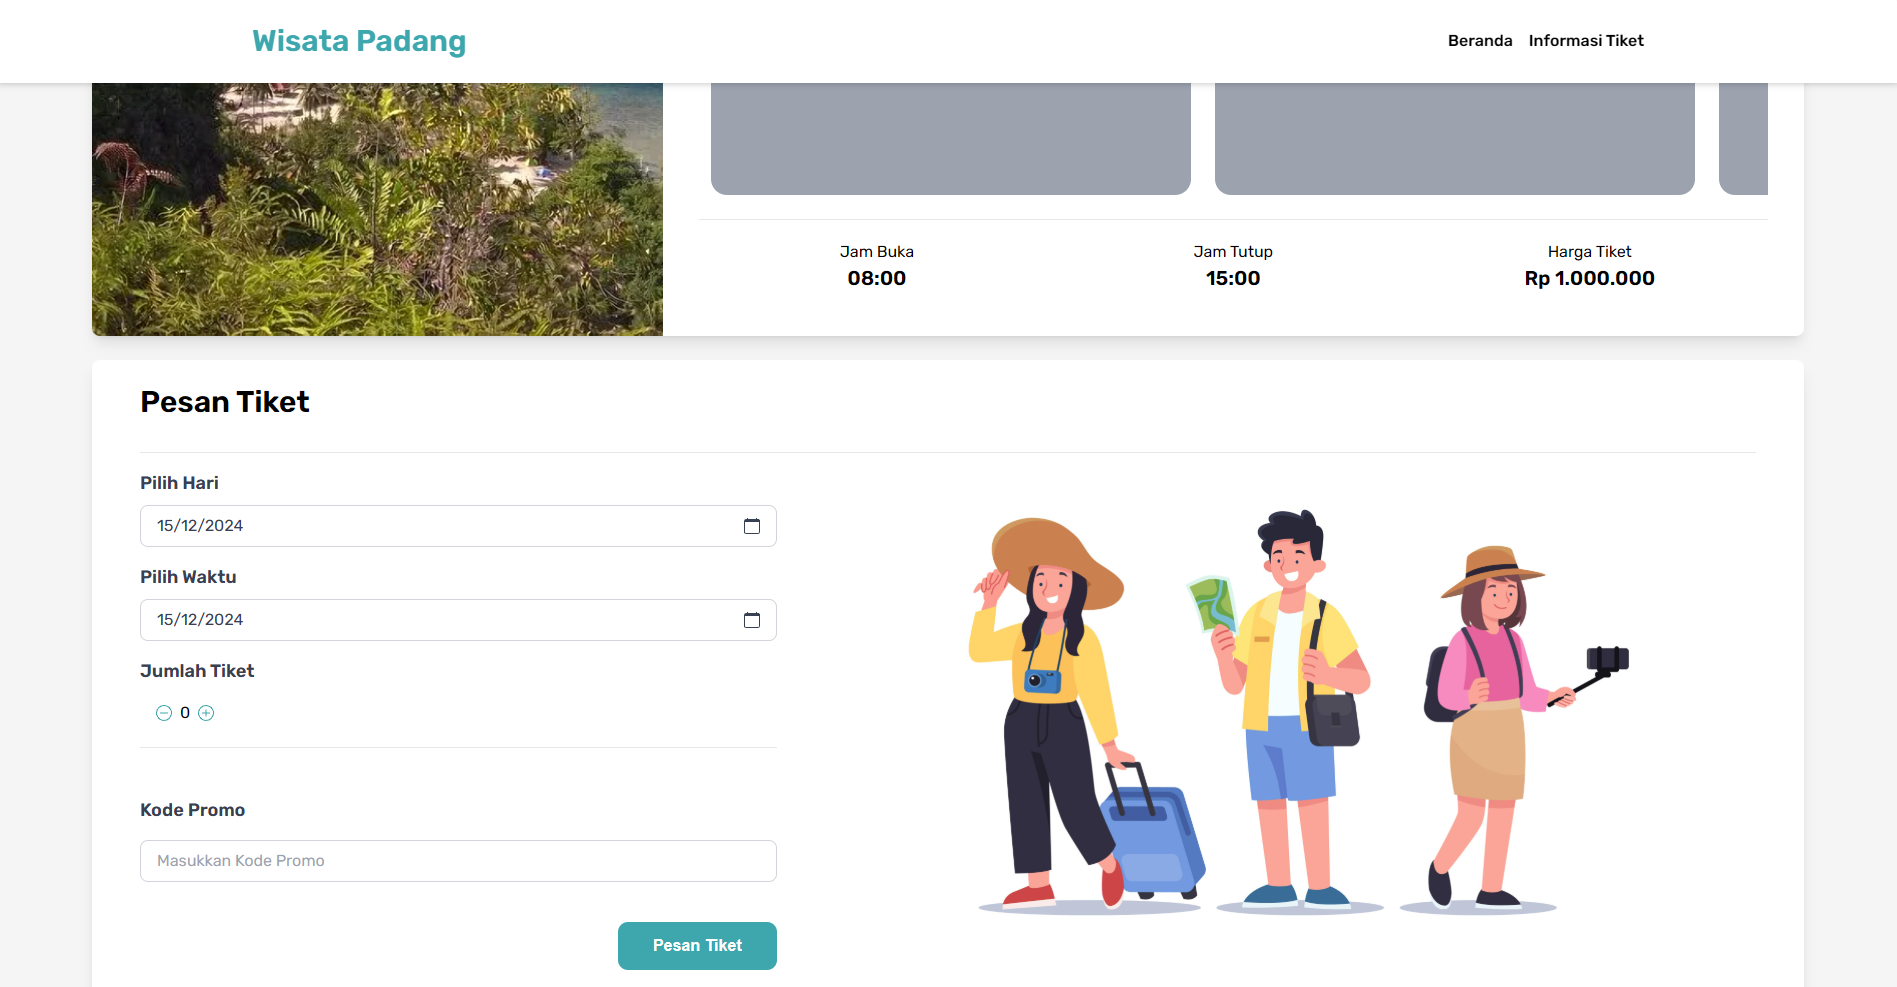 Wisata Padang
Beranda Informasi Tiket
Jam Buka
08:00
Jam Tutup
15:00
Harga Tiket
Rp 1.000.000
Pesan Tiket
Pilih Hari
15/12/2024
Pilih Waktu
15/12/2024
Jumlah Tiket
0
Kode Promo
Masukkan Kode Promo
Pesan Tiket